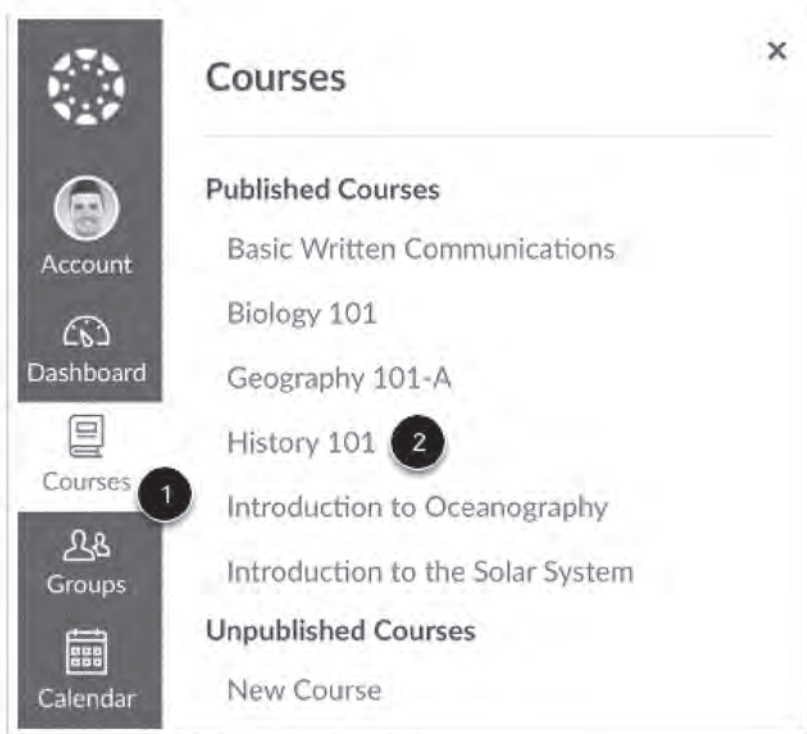 Courses
×
Account
Dashboard
Courses
1
Groups
Calendar
Published Courses
Basic Written Communications
Biology 101
Geography 101-A
History 101 2
Introduction to Oceanography
Introduction to the Solar System
Unpublished Courses
New Course